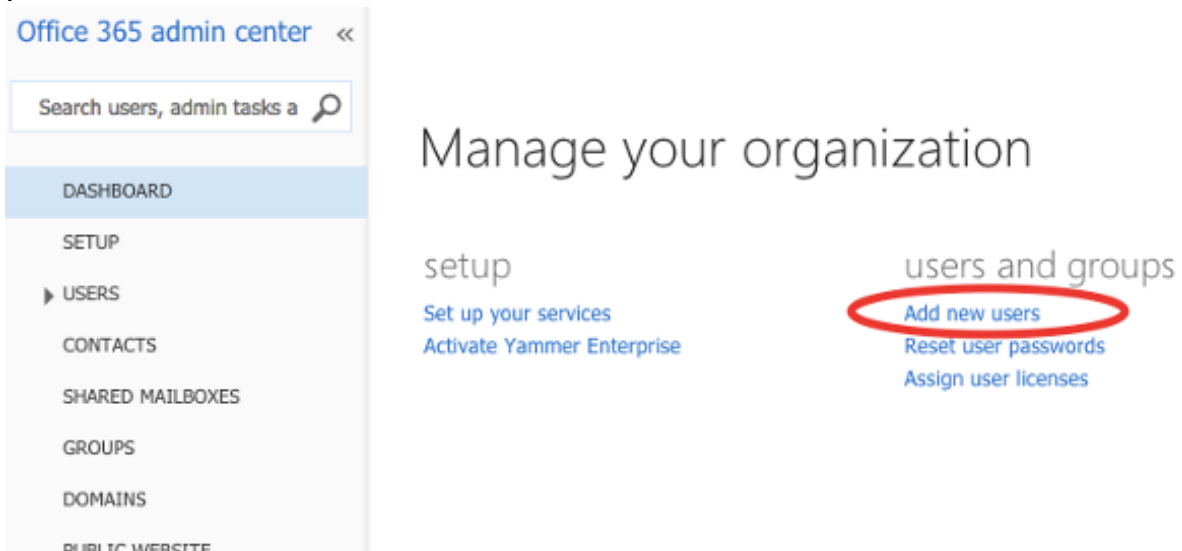 Office 365 admin center «
Search users, admin tasks a
DASHBOARD
SETUP
USERS
CONTACTS
SHARED MAILBOXES
GROUPS
DOMAINS
PUBLIC WEBSITE
Manage your organization
setup
Set up your services
Activate Yammer Enterprise
users and groups
Add new users
Reset user passwords
Assign user licenses